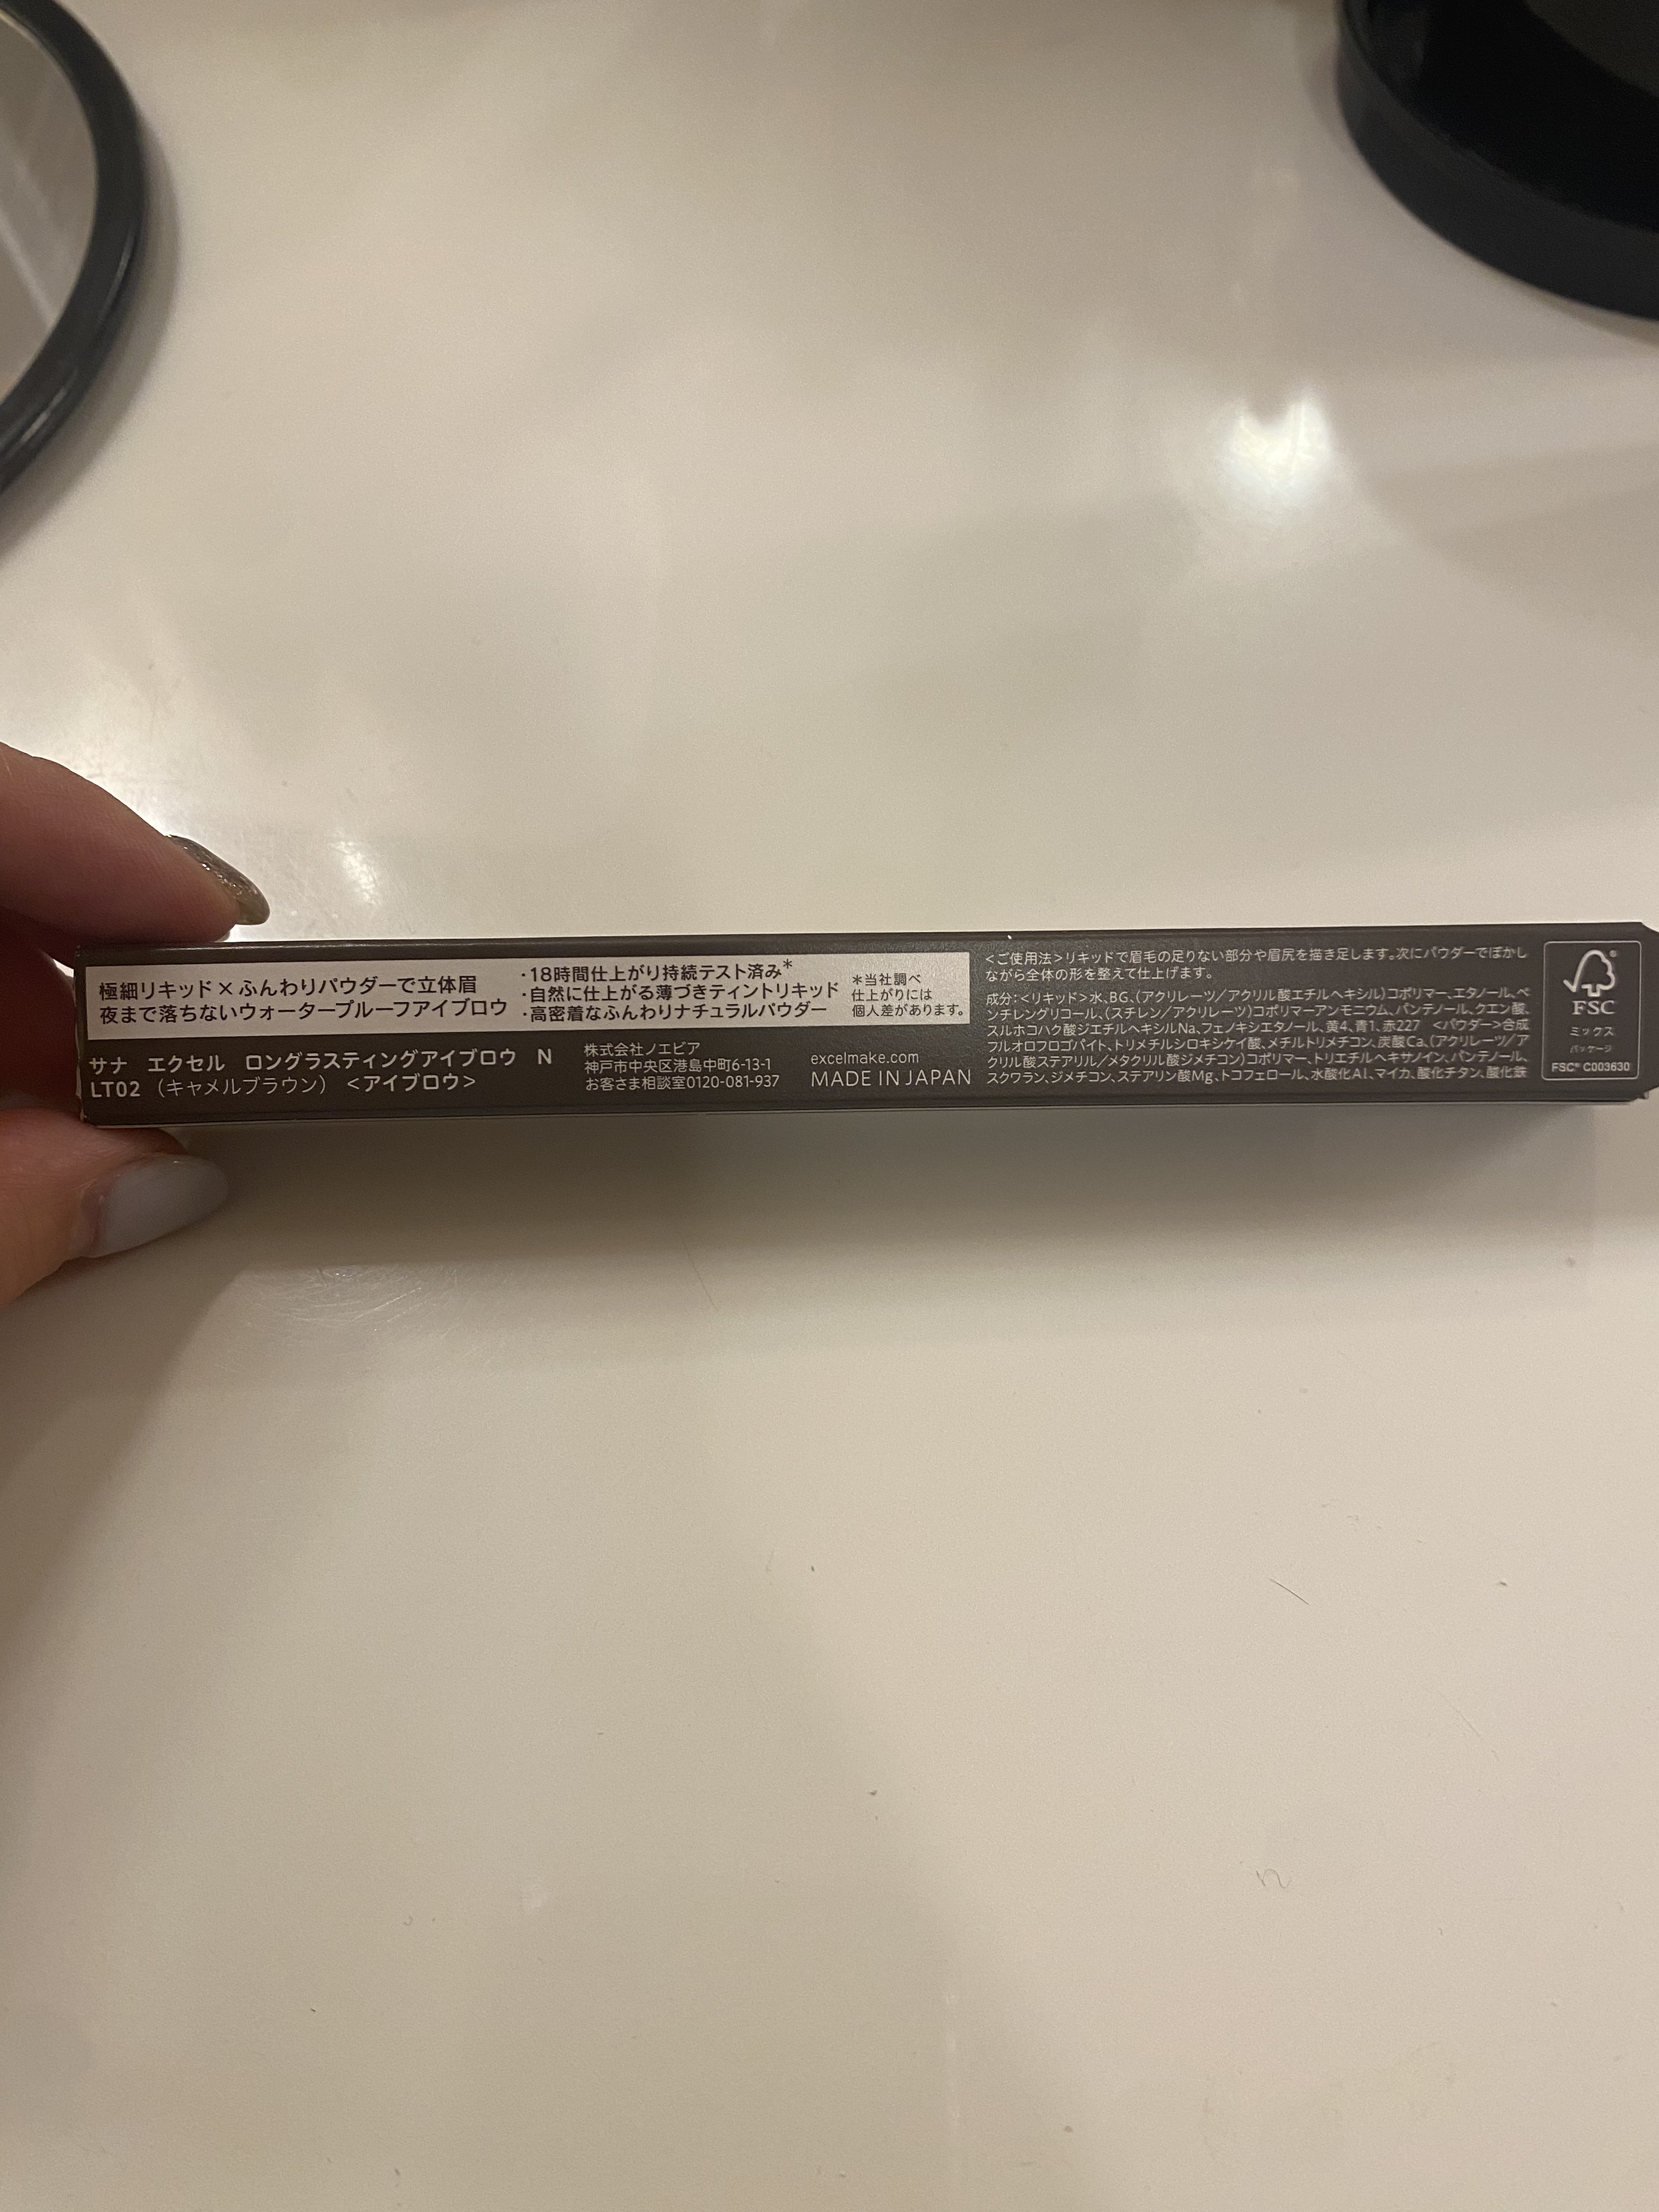 極細リキッド×ふんわりパウダーで立体眉
夜まで落ちないウォータープルーフアイブロウ
・18時間仕上がり持続テスト済み*
・自然に仕上がる薄づきティントリキッド
・高密着なふんわりナチュラルパウダー
*当社調べ
仕上がりには
個人差があります。
サナ エクセル ロングラスティングアイブロウ N
LT02 （キャメルブラウン） <アイブロウ>
株式会社ノエビア
神戸市中央区港島中町6-13-1
お客さま相談室0120-081-937
excelmake.com
MADE IN JAPAN
<ご使用法>リキッドで眉毛の足りない部分や眉尻を描き足します。次にパウダーでぼかし
ながら全体の形を整えて仕上げます。
成分:<リキッド>水、BG、(アクリレーツ/アクリル酸エチルヘキシル)コポリマー、エタノール、ペ
ンチレングリコール、(スチレン/アクリレーツ)コポリマーアンモニウム、パンテノール、クエン酸、
スルホコハク酸ジエチルヘキシルNa、フェノキシエタノール、黄4、青1、赤227 <パウダー>合成
フルオロフロゴパイト、トリメチルシロキシケイ酸、メチルトリメチコン、炭酸Ca、(アクリレーツ/ア
クリル酸ステアリル/メタクリル酸ジメチコン)コポリマー、トリエチルヘキサノイン、パンテノール、
スクワラン、ジメチコン、ステアリン酸Mg、トコフェロール、水酸化Al、マイカ、酸化チタン、酸化鉄
FSC
ミックス
パッケージ
FSC® C003630